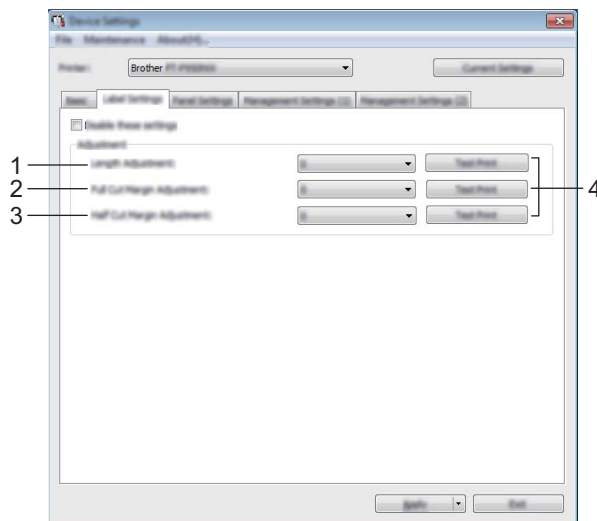 Device Settings
File Maintenance About(H)...
Printer: Brother
Current Settings
Basic Label Settings Panel Settings Management Settings (1) Management Settings (2)
Disable these settings
Adjustment
1 Length Adjustment: Test Print
2 Full Cut Margin Adjustment: Test Print 4
3 Half Cut Margin Adjustment: Test Print
Apply Exit